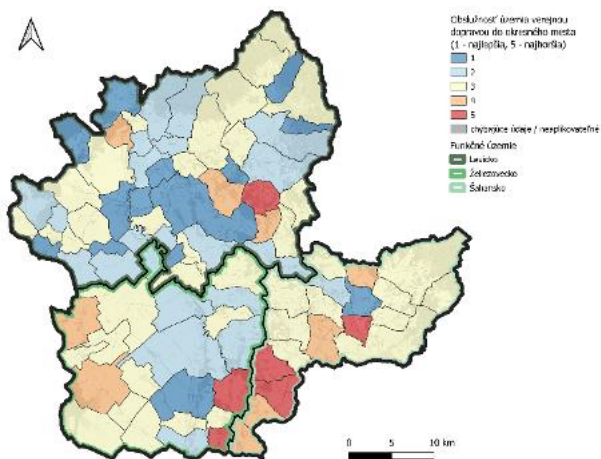 Obslužnosť územia verejnou
dopravou do okresného mesta
(1 - najlepšia, 5 - najhoršia)
1
2
3
4
5
chýbajúce údaje / neaplikovateľné
Funkčné územie
Levicko
Želiezovecko
Šahansko
0 5 10 km